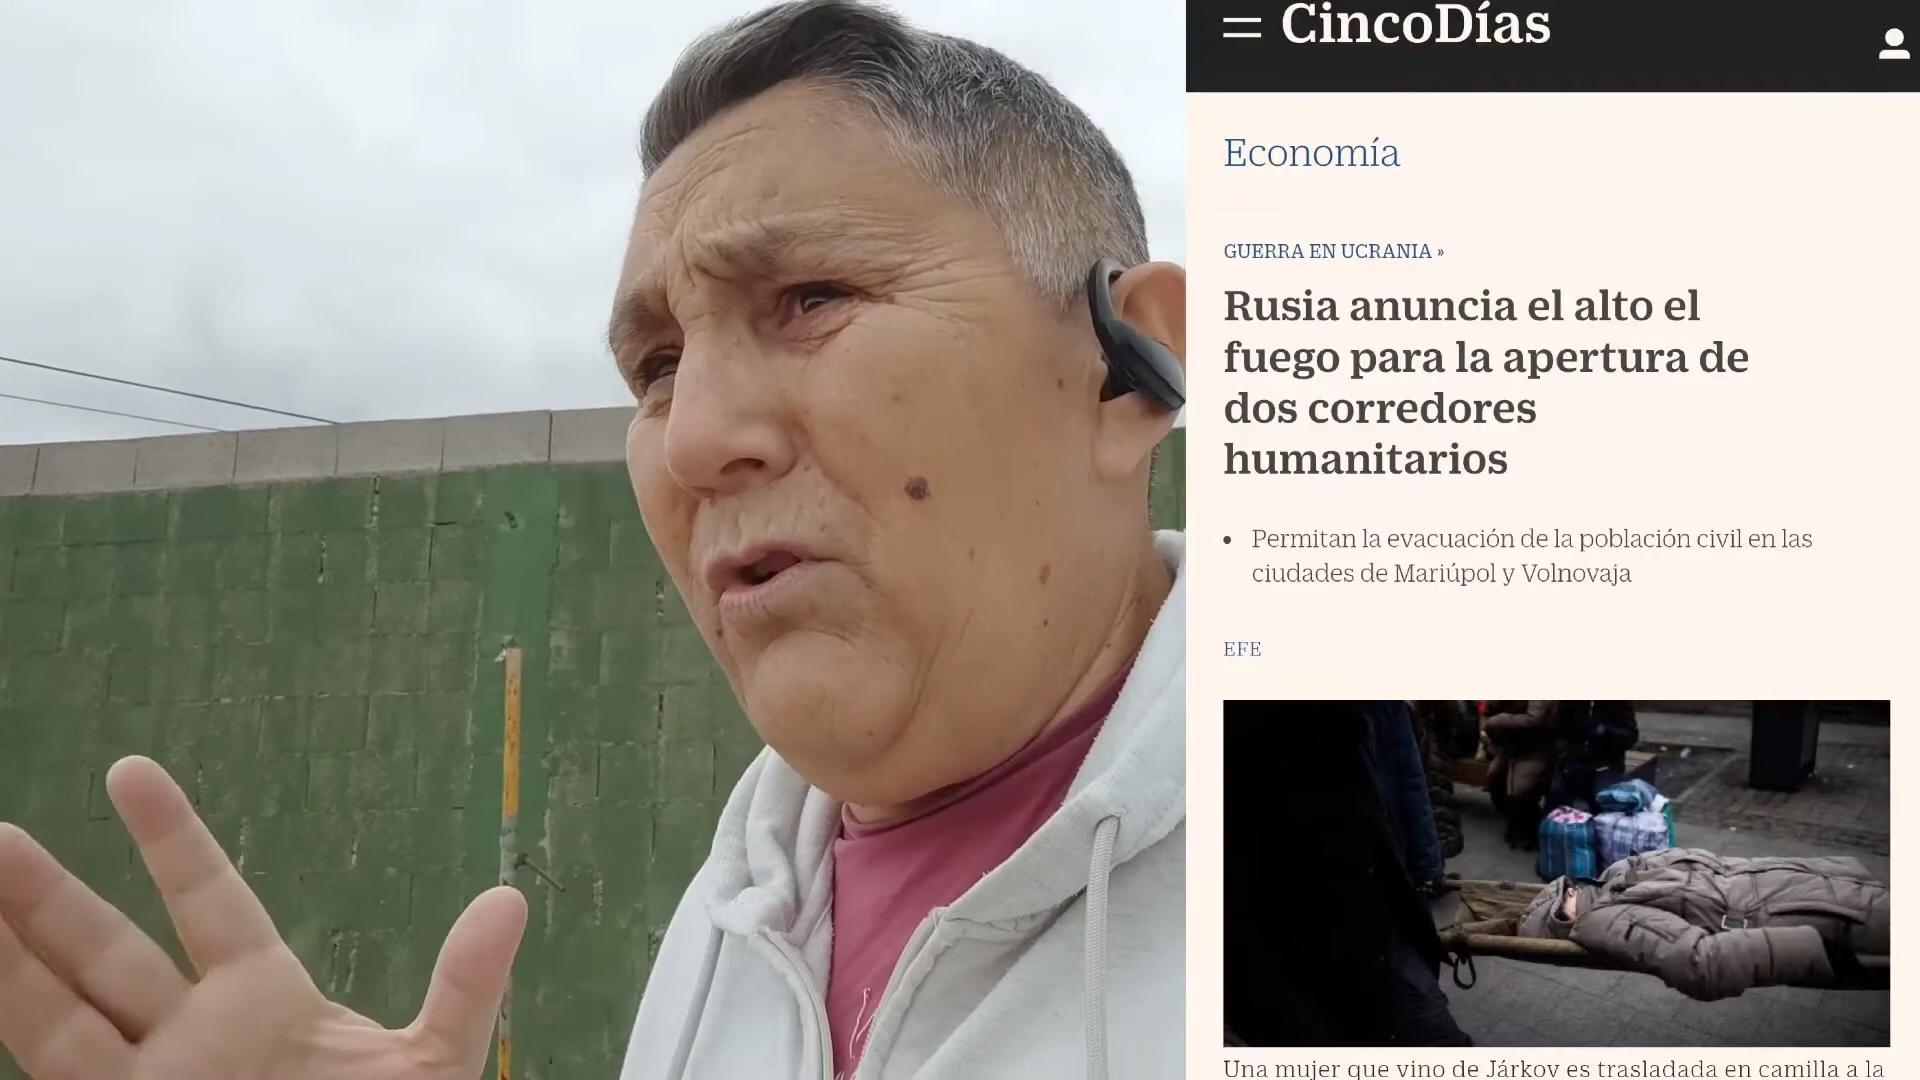 CincoDías
Economía
GUERRA EN UCRANIA »
Rusia anuncia el alto el
fuego para la apertura de
dos corredores
humanitarios
• Permitan la evacuación de la población civil en las
ciudades de Mariúpol y Volnovaja
EFE
Una mujer que vino de Járkov es trasladada en camilla a la